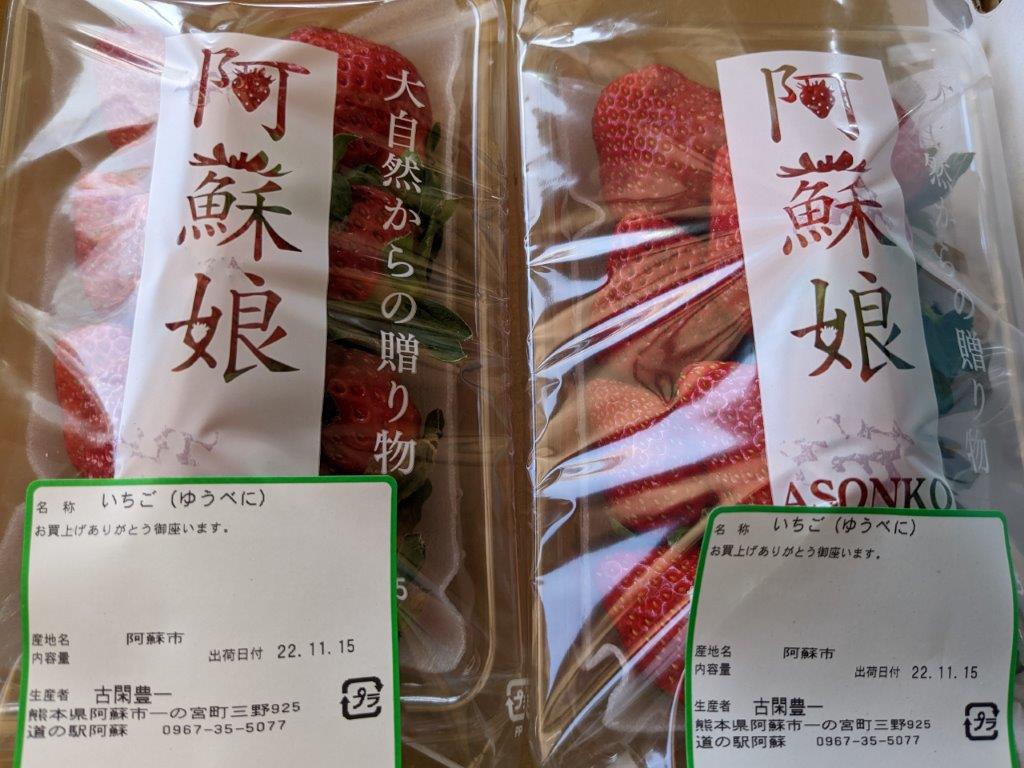 阿蘇娘
大自然からの贈り物
名称 いちご(ゆうべに)
お買上げありがとう御座います。
産地名 阿蘇市
内容量
出荷日付 22.11.15
生産者 古閑豊一
熊本県阿蘇市一の宮町三野925
道の駅阿蘇 0967-35-5077
プラ
5
阿蘇娘
然からの贈り物
ASONKO
名称 いちご(ゆうべに)
お買上げありがとう御座います。
産地名 阿蘇市
内容量
出荷日付 22.11.15
生産者 古閑豊一
熊本県阿蘇市一の宮町三野925
道の駅阿蘇 0967-35-5077
プラ